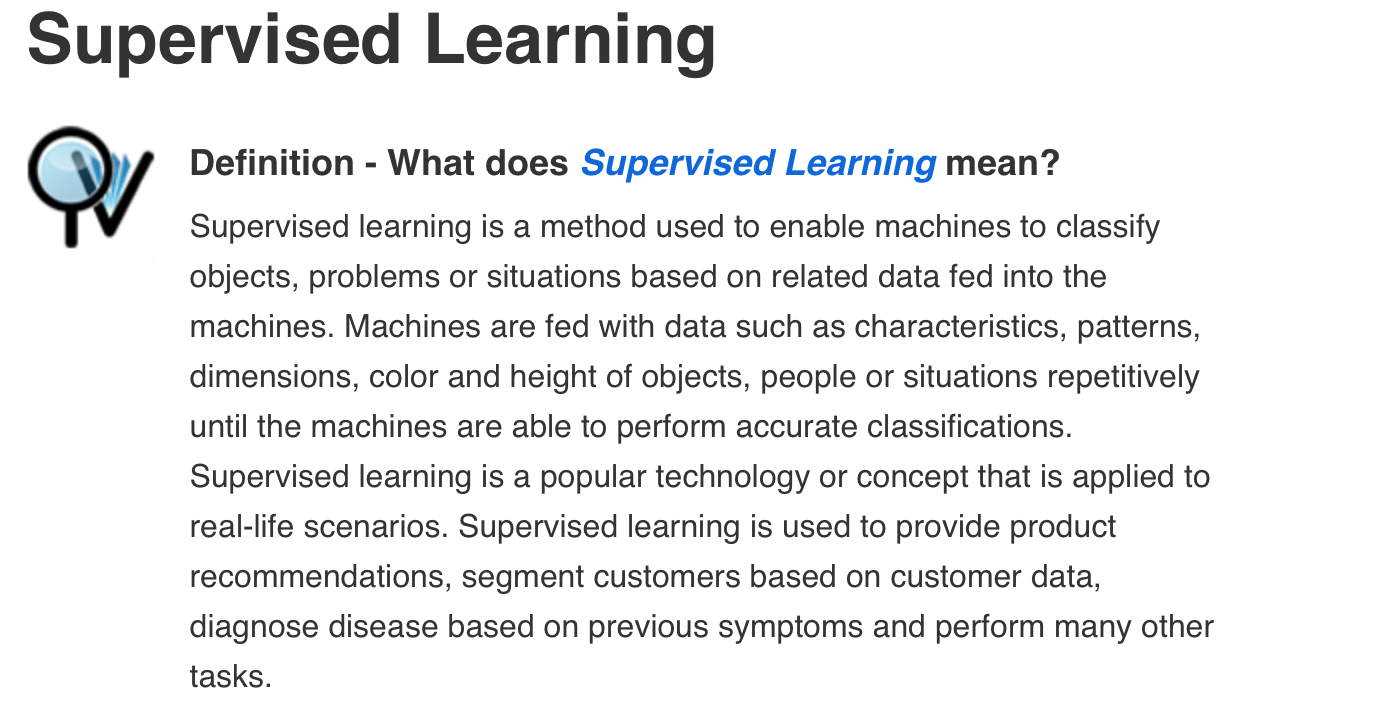 Supervised Learning
Definition - What does Supervised Learning mean?
Supervised learning is a method used to enable machines to classify
objects, problems or situations based on related data fed into the
machines. Machines are fed with data such as characteristics, patterns,
dimensions, color and height of objects, people or situations repetitively
until the machines are able to perform accurate classifications.
Supervised learning is a popular technology or concept that is applied to
real-life scenarios. Supervised learning is used to provide product
recommendations, segment customers based on customer data,
diagnose disease based on previous symptoms and perform many other
tasks.